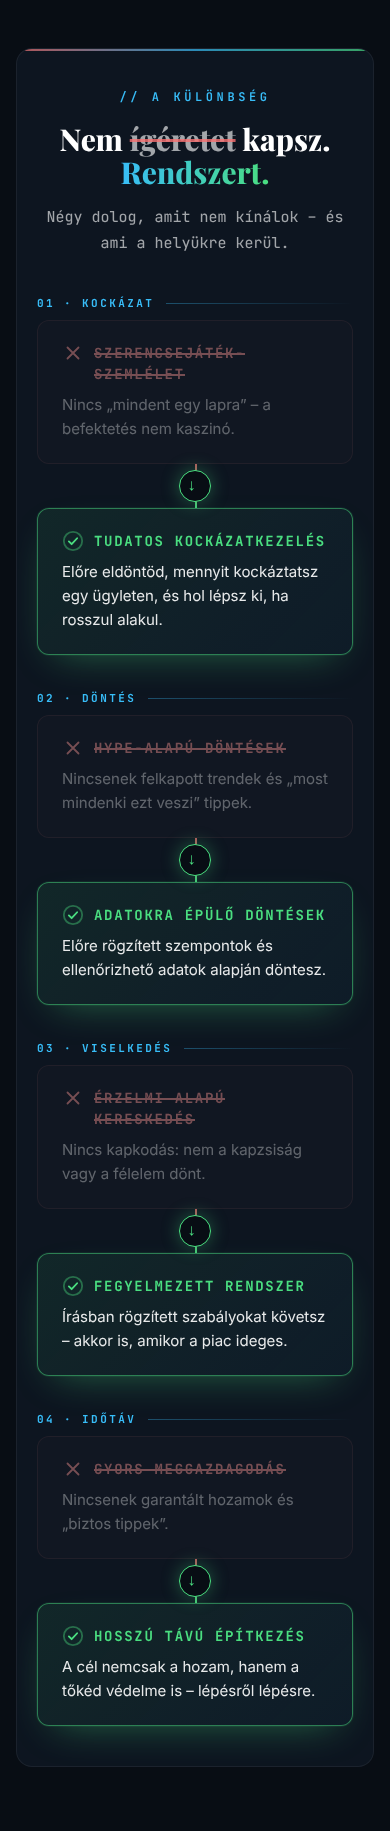 // A KÜLÖNBSÉG
Nem ígéretet kapsz.
Rendszert.
Négy dolog, amit nem kínálok – és
ami a helyükre kerül.
01 · KOCKÁZAT
SZERENCSEJÁTÉK-
SZEMLÉLET
Nincs „mindent egy lapra” – a
befektetés nem kaszinó.
↓
TUDATOS KOCKÁZATKEZELÉS
Előre eldöntöd, mennyit kockáztatsz
egy ügyleten, és hol lépsz ki, ha
rosszul alakul.
02 · DÖNTÉS
HYPE-ALAPÚ DÖNTÉSEK
Nincsenek felkapott trendek és „most
mindenki ezt veszi” tippek.
↓
ADATOKRA ÉPÜLŐ DÖNTÉSEK
Előre rögzített szempontok és
ellenőrizhető adatok alapján döntesz.
03 · VISELKEDÉS
ÉRZELMI ALAPÚ
KERESKEDÉS
Nincs kapkodás: nem a kapzsiság
vagy a félelem dönt.
↓
FEGYELMEZETT RENDSZER
Írásban rögzített szabályokat követsz
– akkor is, amikor a piac ideges.
04 · IDŐTÁV
GYORS MEGGAZDAGODÁS
Nincsenek garantált hozamok és
„biztos tippek”.
↓
HOSSZÚ TÁVÚ ÉPÍTKEZÉS
A cél nemcsak a hozam, hanem a
tőkéd védelme is – lépésről lépésre.